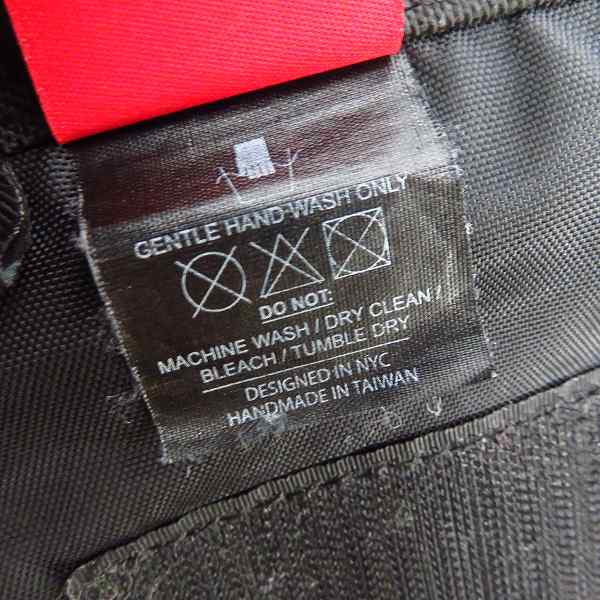 GENTLE HAND WASH ONLY
DO NOT:
MACHINE WASH / DRY CLEAN /
BLEACH / TUMBLE DRY
DESIGNED IN NYC
HANDMADE IN TAIWAN